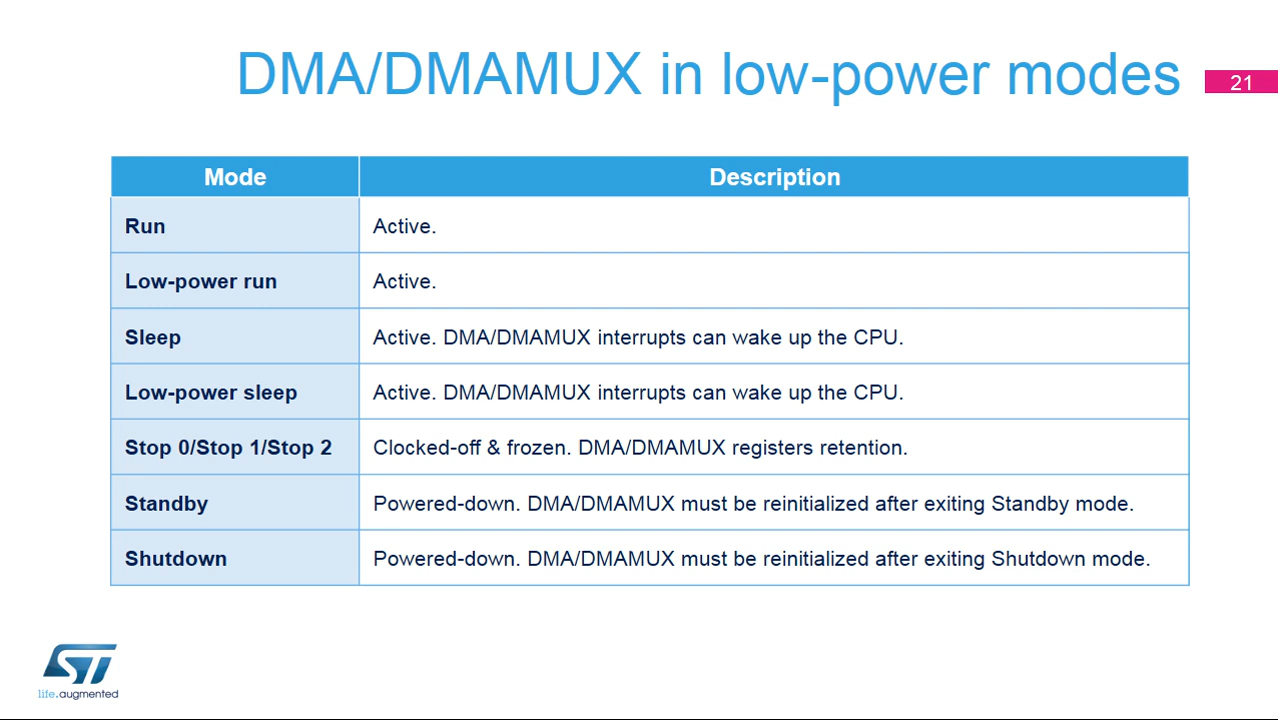 DMA/DMAMUX in low-power modes
21
Mode Description
Run Active.
Low-power run Active.
Sleep Active. DMA/DMAMUX interrupts can wake up the CPU.
Low-power sleep Active. DMA/DMAMUX interrupts can wake up the CPU.
Stop 0/Stop 1/Stop 2 Clocked-off & frozen. DMA/DMAMUX registers retention.
Standby Powered-down. DMA/DMAMUX must be reinitialized after exiting Standby mode.
Shutdown Powered-down. DMA/DMAMUX must be reinitialized after exiting Shutdown mode.
ST
life.augmented